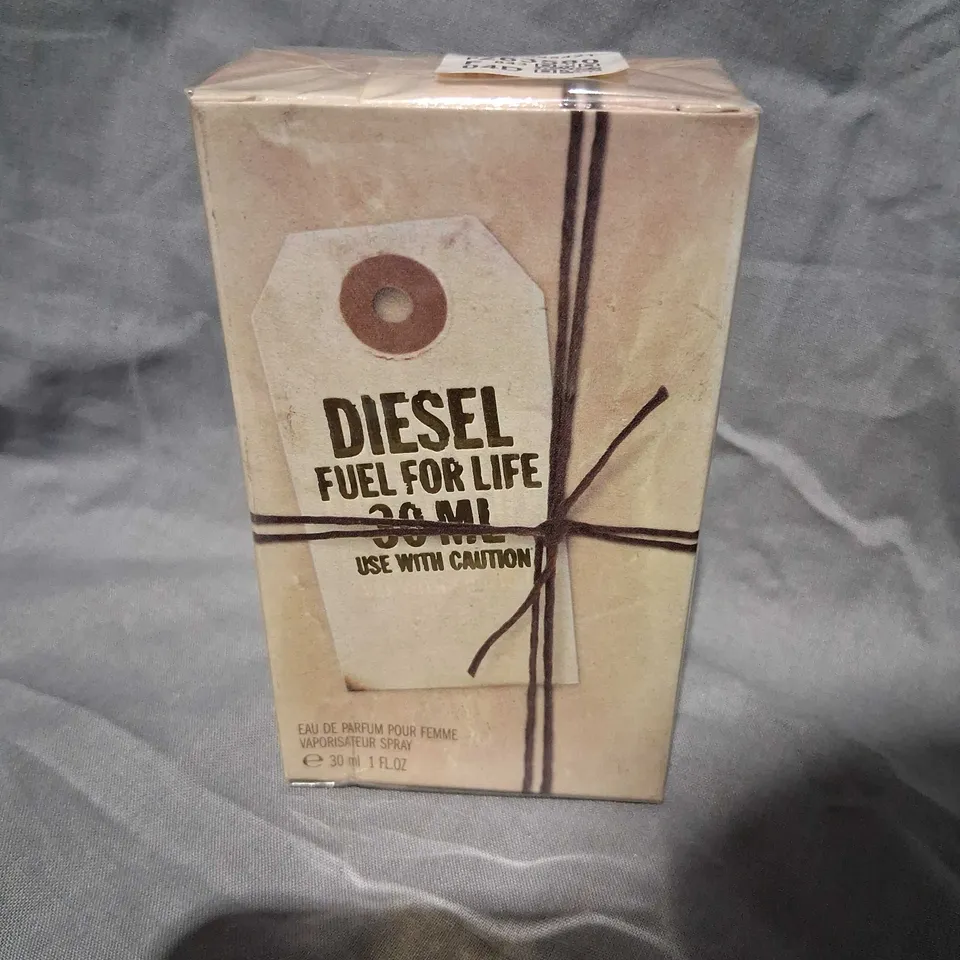 DIESEL
FUEL FOR LIFE
30 ML
USE WITH CAUTION
EAU DE PARFUM POUR FEMME
VAPORISATEUR SPRAY
℮ 30 ml 1 FL.OZ